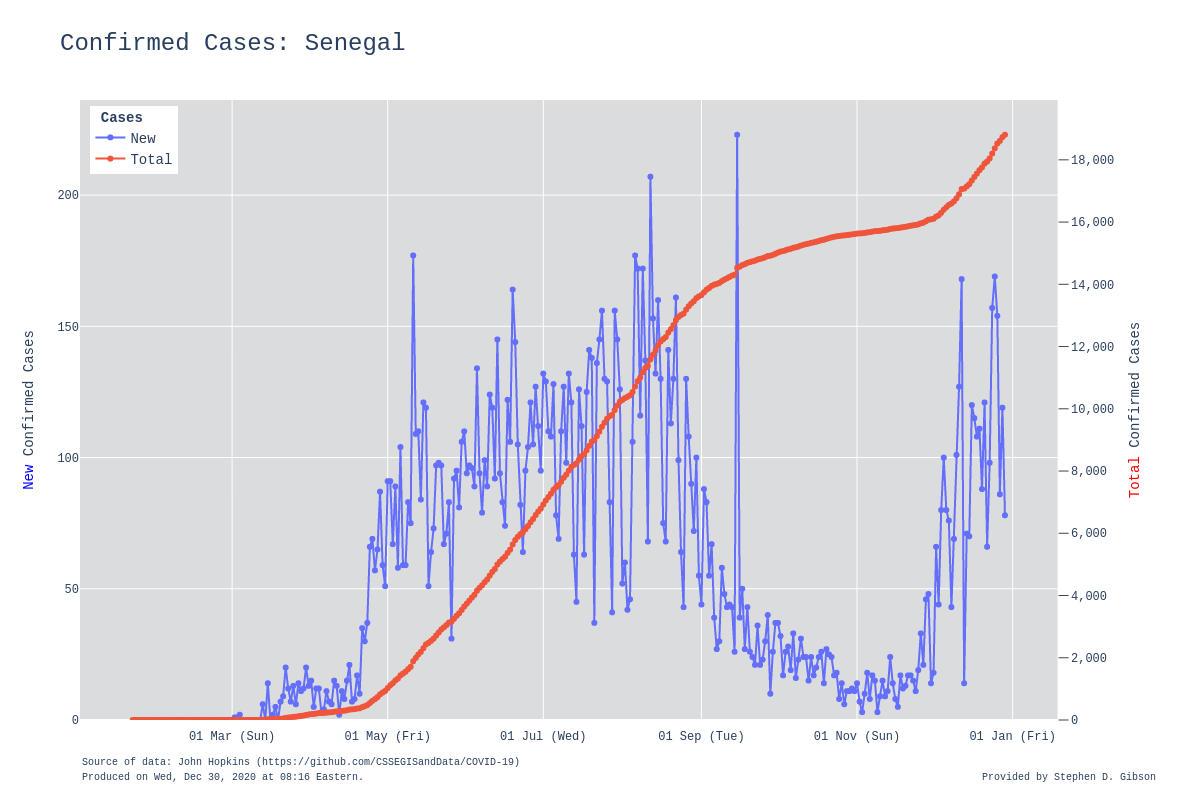 Confirmed Cases: Senegal
Cases
New
Total
200
150
100
50
0
18,000
16,000
14,000
12,000
10,000
8,000
6,000
4,000
2,000
0
New Confirmed Cases
Total Confirmed Cases
01 Mar (Sun) 01 May (Fri) 01 Jul (Wed) 01 Sep (Tue) 01 Nov (Sun) 01 Jan (Fri)
Source of data: John Hopkins (https://github.com/CSSEGISandData/COVID-19)
Produced on Wed, Dec 30, 2020 at 08:16 Eastern.
Provided by Stephen D. Gibson